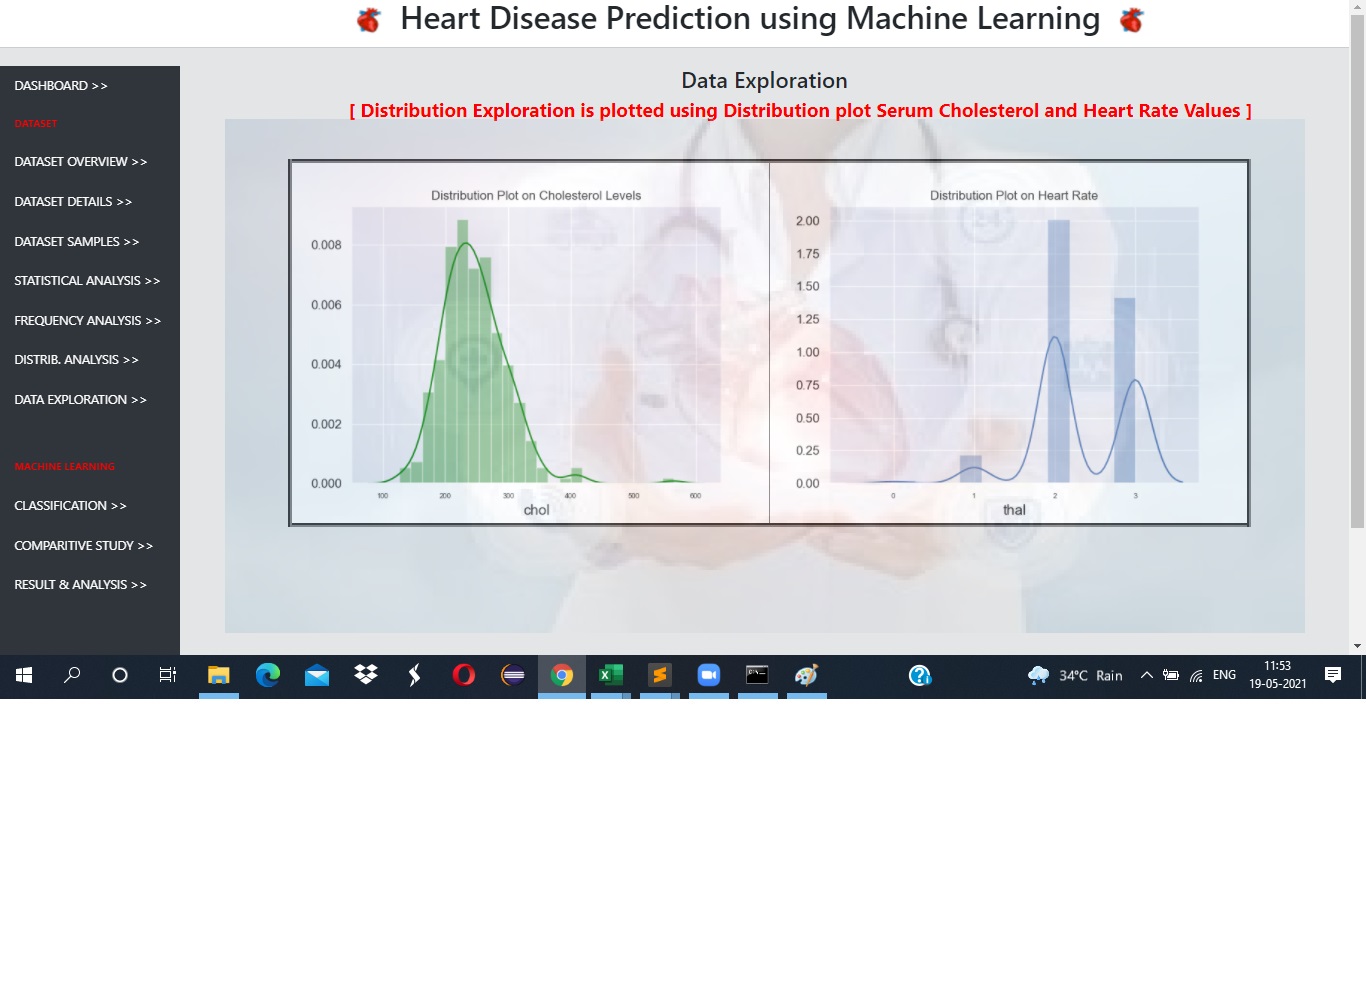 Heart Disease Prediction using Machine Learning
Data Exploration
[ Distribution Exploration is plotted using Distribution plot Serum Cholesterol and Heart Rate Values ]
DASHBOARD >>
DATASET
DATASET OVERVIEW >>
DATASET DETAILS >>
DATASET SAMPLES >>
STATISTICAL ANALYSIS >>
FREQUENCY ANALYSIS >>
DISTRIB. ANALYSIS >>
DATA EXPLORATION >>
MACHINE LEARNING
CLASSIFICATION >>
COMPARITIVE STUDY >>
RESULT & ANALYSIS >>
Distribution Plot on Cholesterol Levels
0.008
0.006
0.004
0.002
0.000
100 200 300 400 500 600
chol
Distribution Plot on Heart Rate
2.00
1.75
1.50
1.25
1.00
0.75
0.50
0.25
0.00
0 1 2 3
thal
34°C Rain
ENG
11:53
19-05-2021